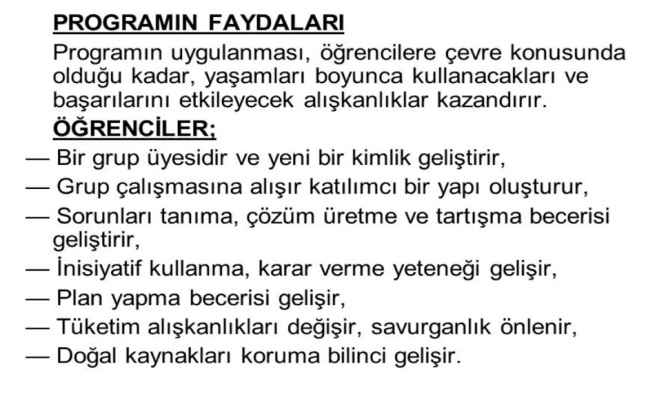 PROGRAMIN FAYDALARI
Programın uygulanması, öğrencilere çevre konusunda
olduğu kadar, yaşamları boyunca kullanacakları ve
başarılarını etkileyecek alışkanlıklar kazandırır.
ÖĞRENCİLER;
— Bir grup üyesidir ve yeni bir kimlik geliştirir,
— Grup çalışmasına alışır katılımcı bir yapı oluşturur,
— Sorunları tanıma, çözüm üretme ve tartışma becerisi
geliştirir,
— İnisiyatif kullanma, karar verme yeteneği gelişir,
— Plan yapma becerisi gelişir,
— Tüketim alışkanlıkları değişir, savurganlık önlenir,
— Doğal kaynakları koruma bilinci gelişir.